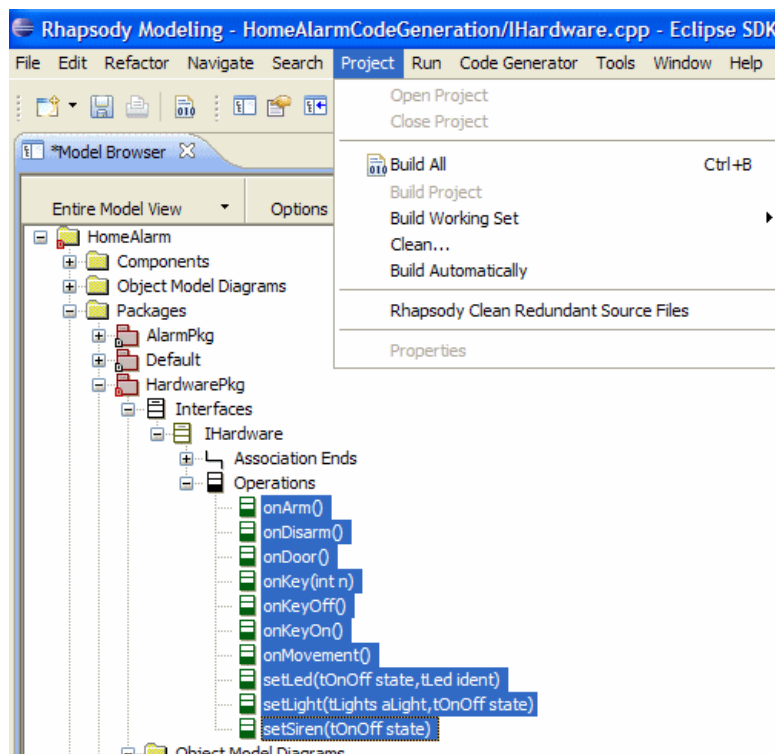 Rhapsody Modeling - HomeAlarmCodeGeneration/IHardware.cpp - Eclipse SDK
File Edit Refactor Navigate Search Project Run Code Generator Tools Window Help
Open Project
Close Project
*Model Browser
Build All Ctrl+B
Build Project
Entire Model View Options
Build Working Set
Clean...
Build Automatically
Rhapsody Clean Redundant Source Files
Properties
HomeAlarm
Components
Object Model Diagrams
Packages
AlarmPkg
Default
HardwarePkg
Interfaces
IHardware
Association Ends
Operations
onArm()
onDisarm()
onDoor()
onKey(int n)
onKeyOff()
onKeyOn()
onMovement()
setLed(tOnOff state,tLed ident)
setLight(tLights aLight,tOnOff state)
setSiren(tOnOff state)
Object Model Diagrams